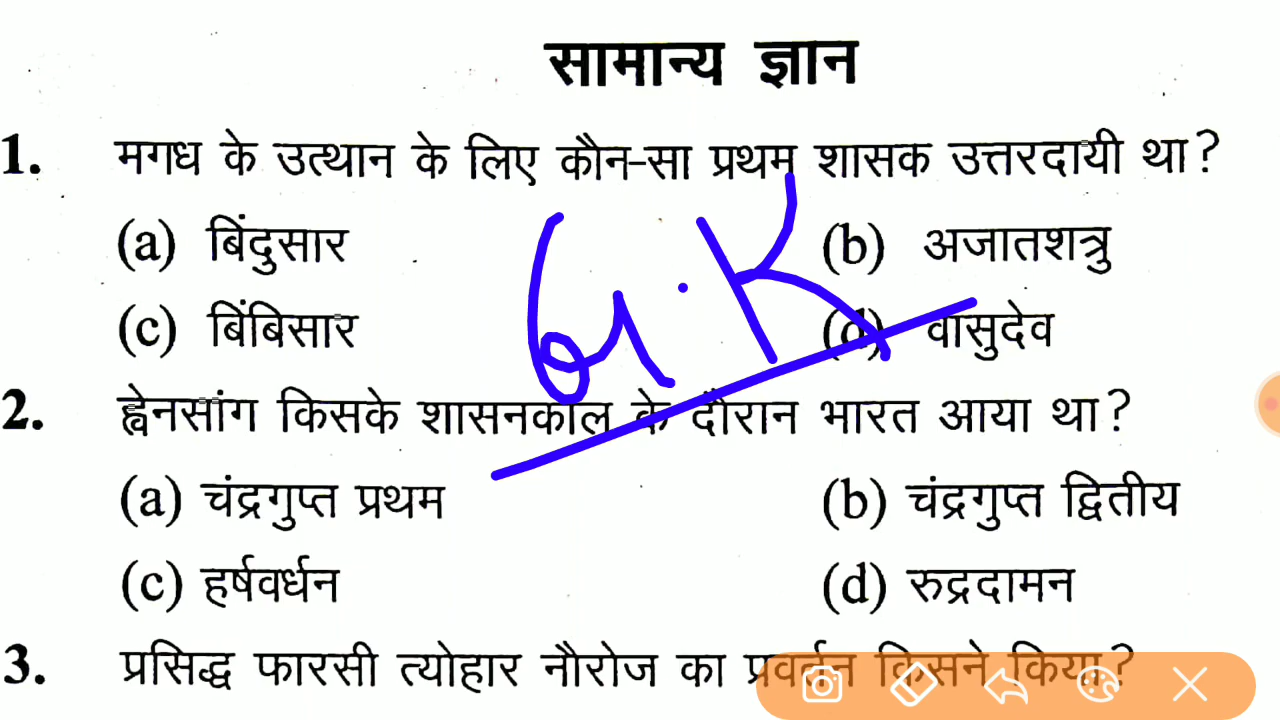 सामान्य ज्ञान
1. मगध के उत्थान के लिए कौन-सा प्रथम शासक उत्तरदायी था?
(a) बिंदुसार (b) अजातशत्रु
(c) बिंबिसार (d) वासुदेव
G.K
2. ह्वेनसांग किसके शासनकाल के दौरान भारत आया था?
(a) चंद्रगुप्त प्रथम (b) चंद्रगुप्त द्वितीय
(c) हर्षवर्धन (d) रुद्रदामन
3. प्रसिद्ध फारसी त्योहार नौरोज का प्रवर्तन किसने किया?